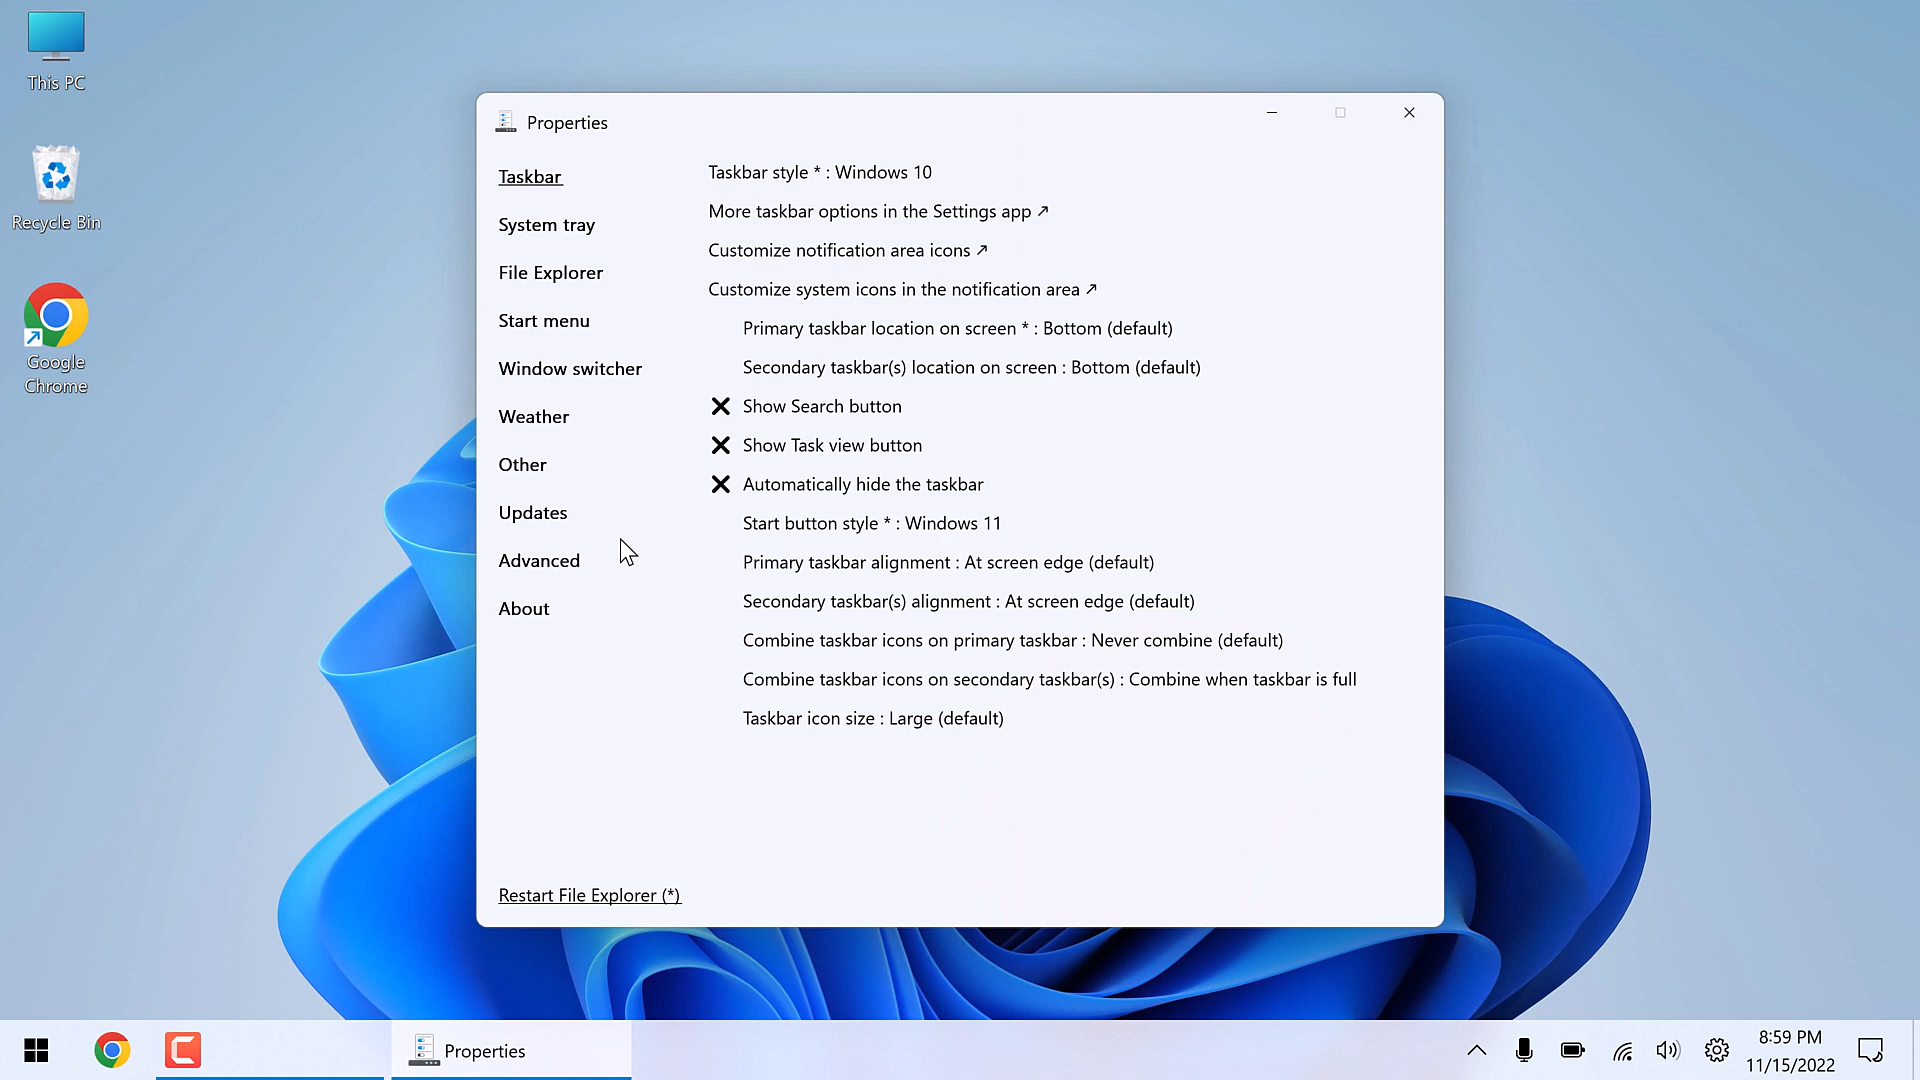 This PC
Recycle Bin
Google
Chrome
Properties
Taskbar
System tray
File Explorer
Start menu
Window switcher
Weather
Other
Updates
Advanced
About
Restart File Explorer (*)
Taskbar style * : Windows 10
More taskbar options in the Settings app ↗
Customize notification area icons ↗
Customize system icons in the notification area ↗
Primary taskbar location on screen * : Bottom (default)
Secondary taskbar(s) location on screen : Bottom (default)
Show Search button
Show Task view button
Automatically hide the taskbar
Start button style * : Windows 11
Primary taskbar alignment : At screen edge (default)
Secondary taskbar(s) alignment : At screen edge (default)
Combine taskbar icons on primary taskbar : Never combine (default)
Combine taskbar icons on secondary taskbar(s) : Combine when taskbar is full
Taskbar icon size : Large (default)
Properties
8:59 PM
11/15/2022